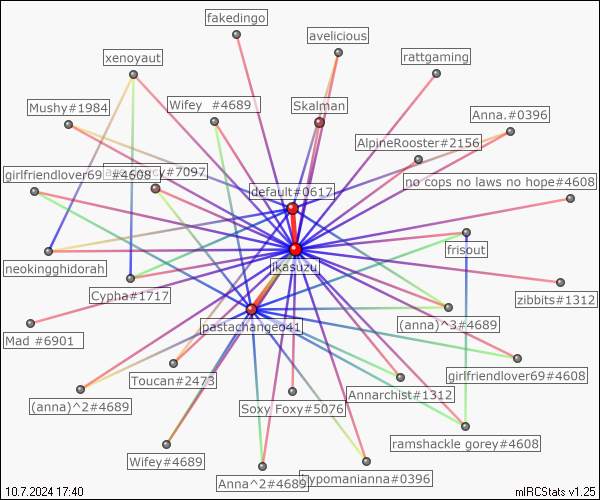 fakedingo
avelicious
xenoyaut
rattgaming
Wifey #4689
Skalman
Mushy#1984
Anna.#0396
AlpineRooster#2156
girlfriendlover69 #4608
#7097
no cops no laws no hope#4608
default#0617
frisout
neokingghidorah
ikasuzu
Cypha#1717
zibbits#1312
Mad #6901
pastachangeo41
(anna)^3#4689
Toucan#2473
girlfriendlover69#4608
(anna)^2#4689
Soxy Foxy#5076
Annarchist#1312
ramshackle gorey#4608
Wifey#4689
Anna^2#4689
hypomanianna#0396
10.7.2024 17:40
mIRCStats v1.25